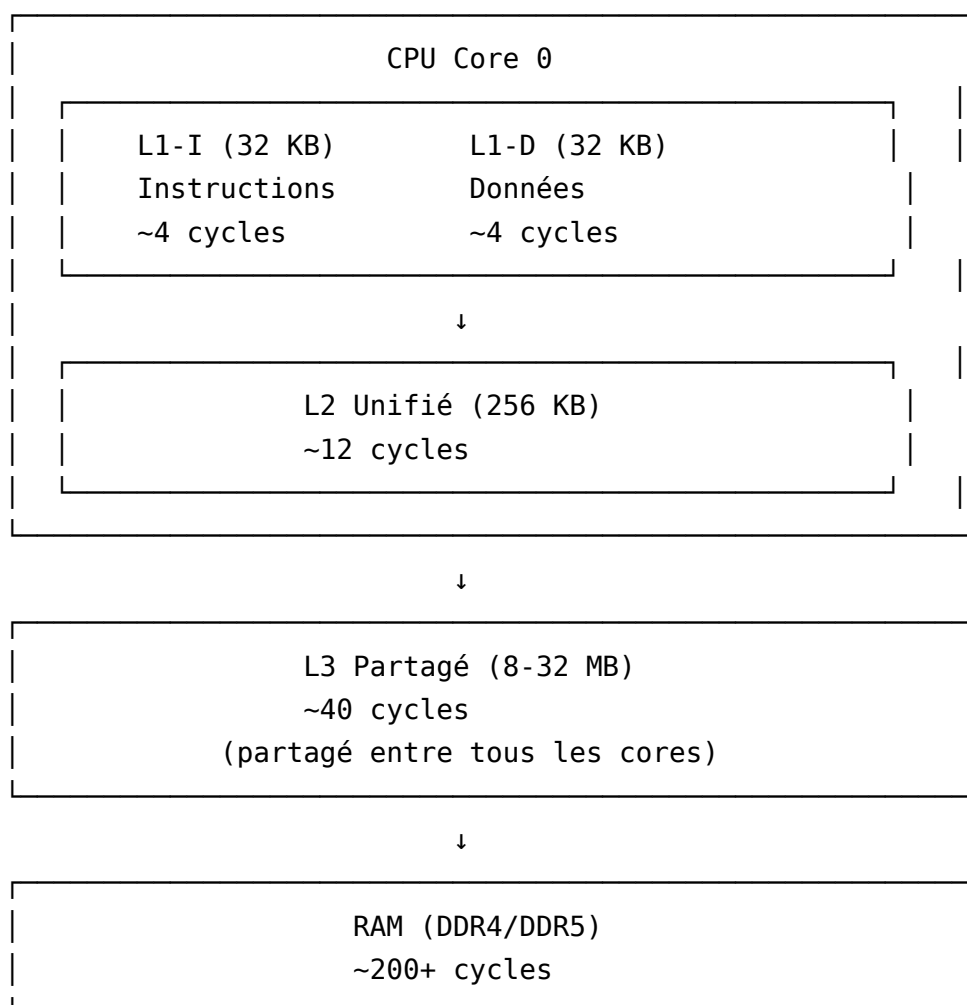 CPU Core 0
L1-I (32 KB) L1-D (32 KB)
Instructions Données
~4 cycles ~4 cycles
↓
L2 Unifié (256 KB)
~12 cycles
↓
L3 Partagé (8-32 MB)
~40 cycles
(partagé entre tous les cores)
↓
RAM (DDR4/DDR5)
~200+ cycles